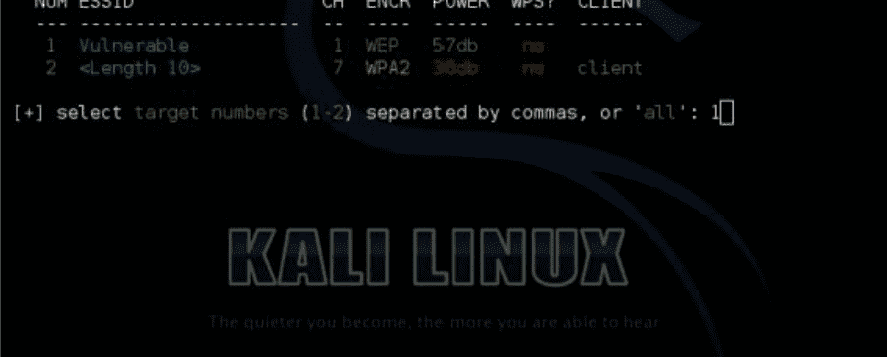 NUM ESSID CH ENCR POWER WPS? CLIENT
--- -------------------- -- ---- ----- ---- ------
1 Vulnerable 1 WEP 57db no
2 <Length 10> 7 WPA2 30db no client
[+] select target numbers (1-2) separated by commas, or 'all': 1
KALI LINUX
The quieter you become, the more you are able to hear